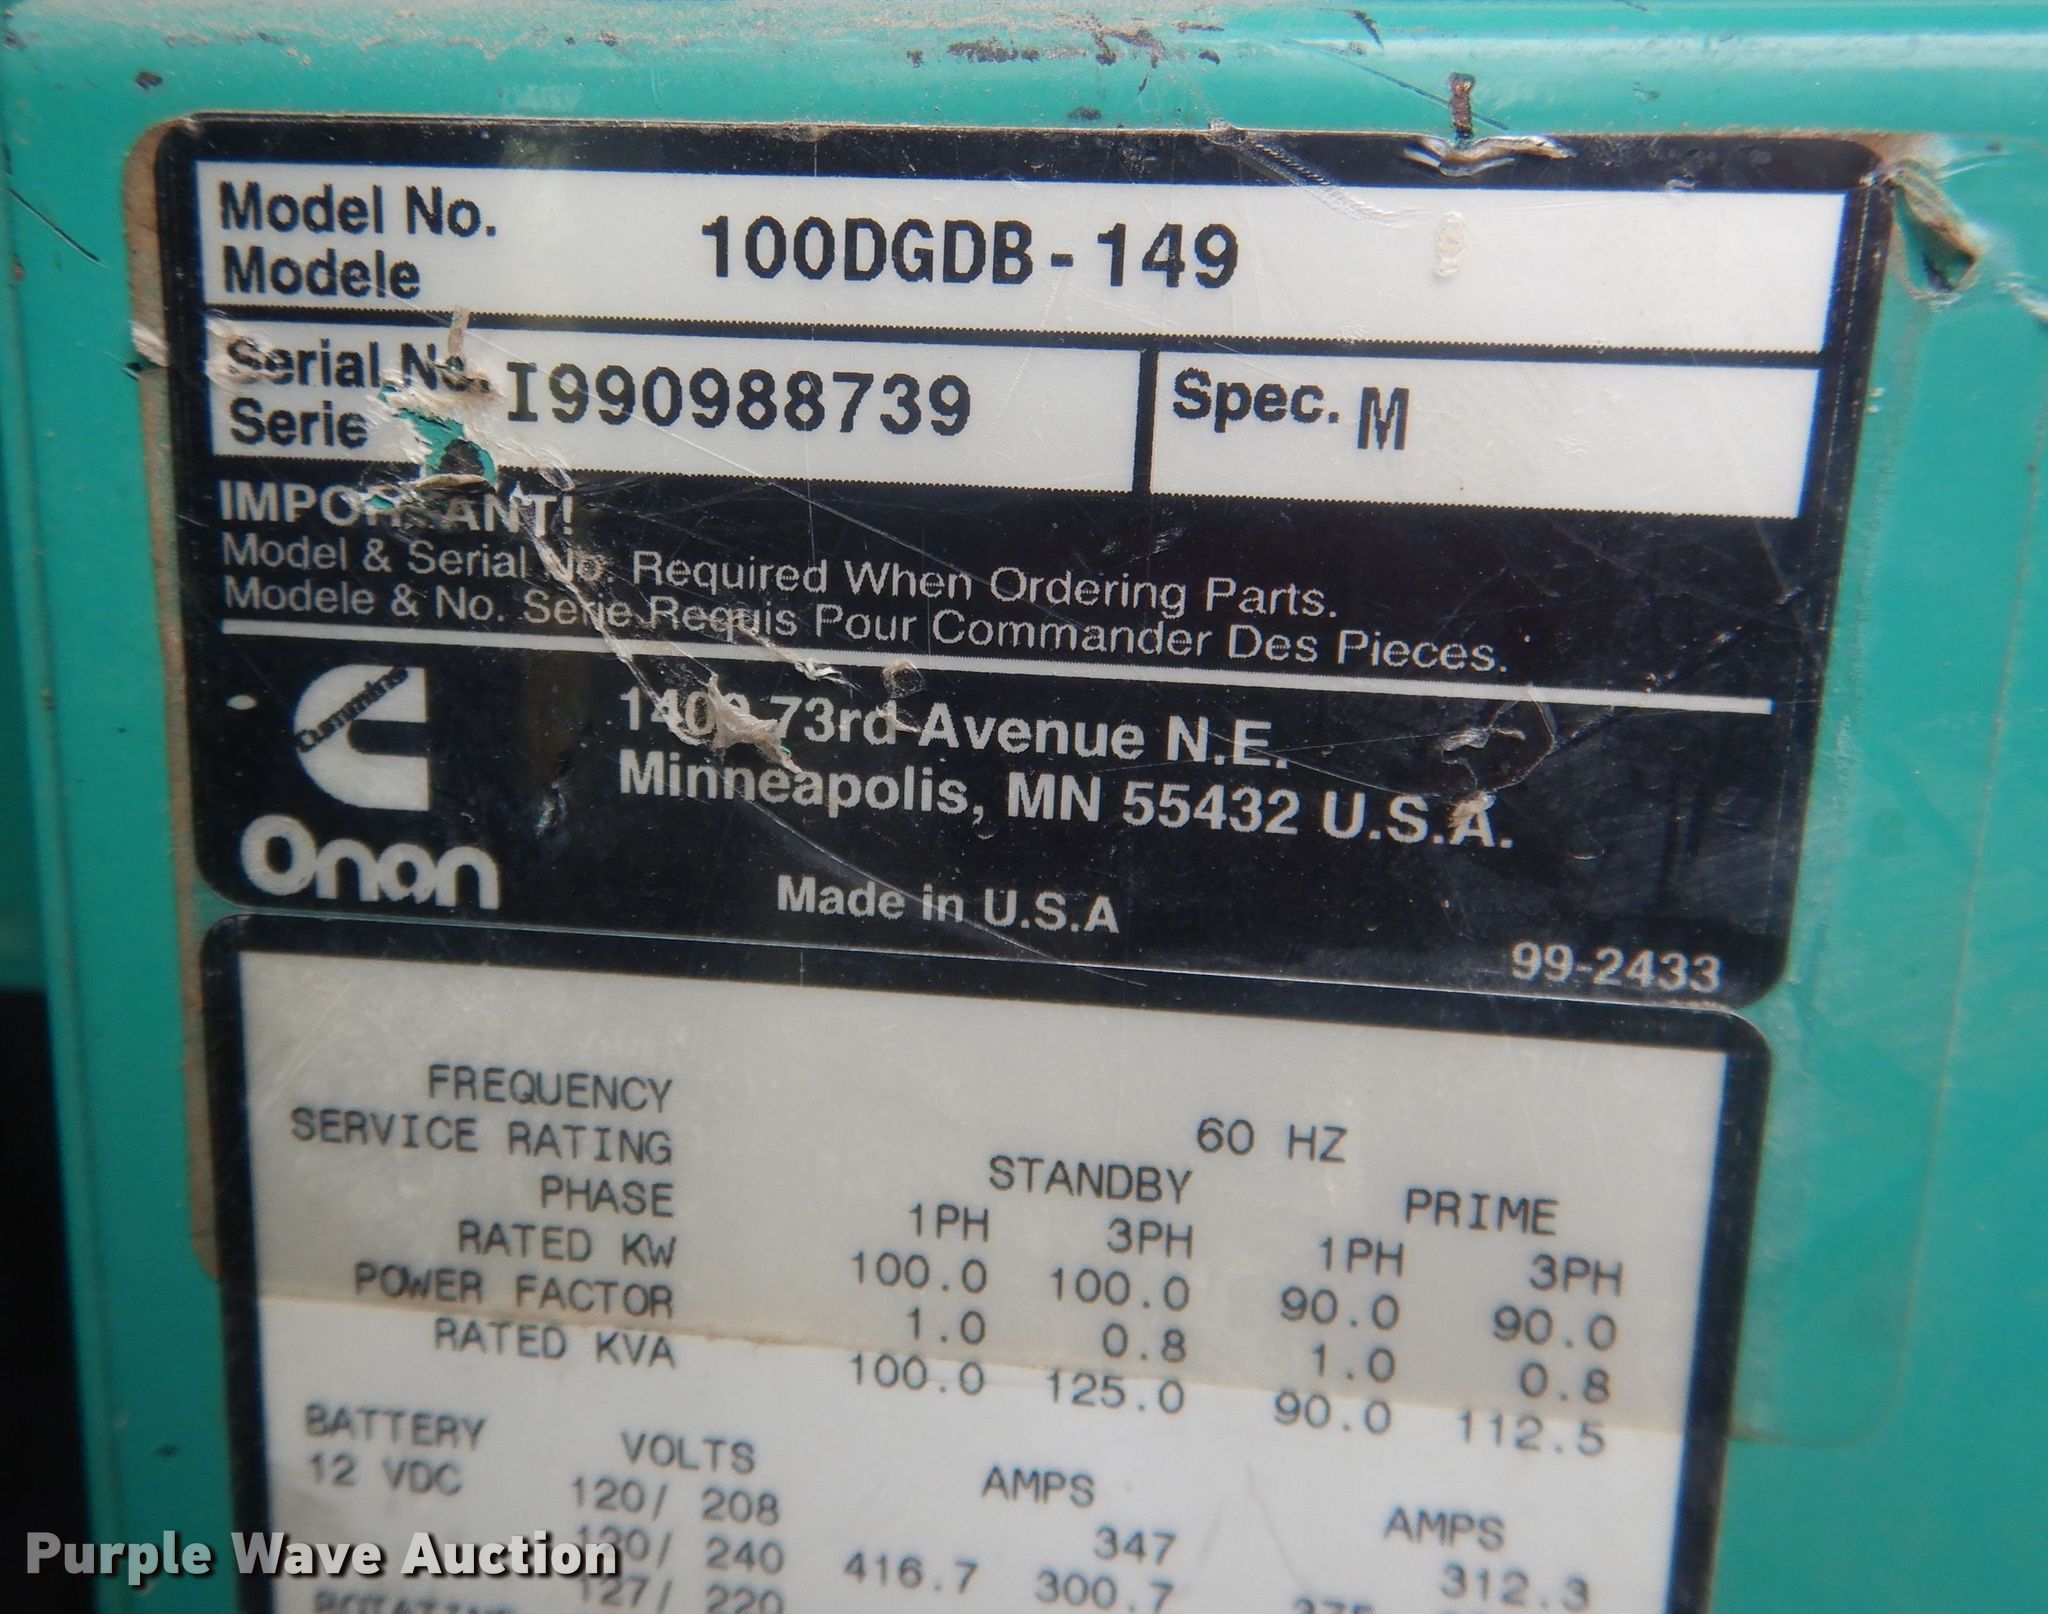 Model No. 100DGDB-149
Modele
Serial No. I990988739 Spec. M
Serie
IMPORTANT!
Model & Serial No. Required When Ordering Parts.
Modele & No. Serie Requis Pour Commander Des Pieces.
Cummins
Onan
1400 73rd Avenue N.E.
Minneapolis, MN 55432 U.S.A.
Made in U.S.A
99-2433
FREQUENCY 60 HZ
SERVICE RATING STANDBY PRIME
PHASE 1PH 3PH 1PH 3PH
RATED KW 100.0 100.0 90.0 90.0
POWER FACTOR 1.0 0.8 1.0 0.8
RATED KVA 100.0 125.0 90.0 112.5
BATTERY VOLTS AMPS AMPS
12 VDC 120/ 208 347 312.3
120/ 240 416.7 300.7
127/ 220
Purple Wave Auction